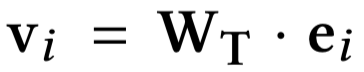 v_i = W_T · e_i